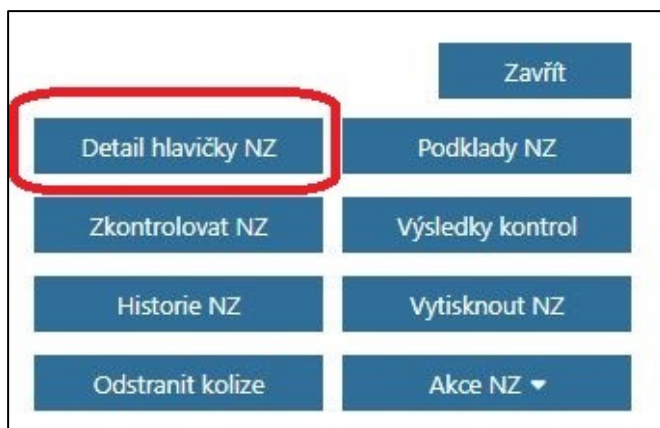 Zavřít
Detail hlavičky NZ
Podklady NZ
Zkontrolovat NZ
Výsledky kontrol
Historie NZ
Vytisknout NZ
Odstranit kolize
Akce NZ